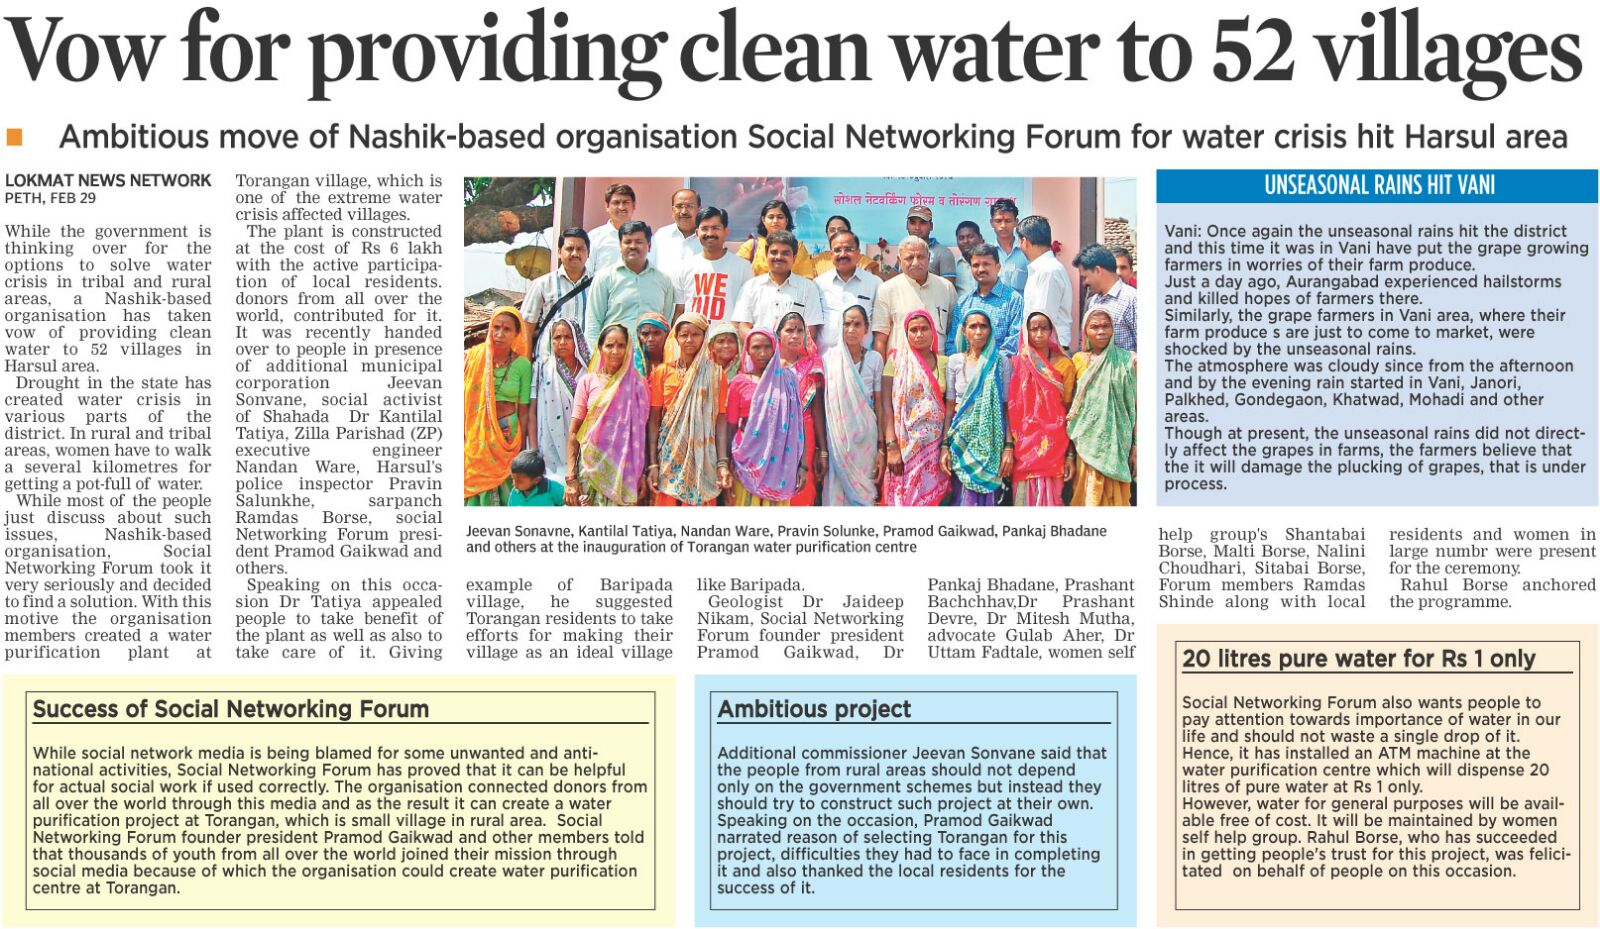 Vow for providing clean water to 52 villages
Ambitious move of Nashik-based organisation Social Networking Forum for water crisis hit Harsul area
LOKMAT NEWS NETWORK
PETH, FEB 29
While the government is
thinking over for the
options to solve water
crisis in tribal and rural
areas, a Nashik-based
organisation has taken
vow of providing clean
water to 52 villages in
Harsul area.
Drought in the state has
created water crisis in
various parts of the
district. In rural and tribal
areas, women have to walk
a several kilometres for
getting a pot-full of water.
While most of the people
just discuss about such
issues, Nashik-based
organisation, Social
Networking Forum took it
very seriously and decided
to find a solution. With this
motive the organisation
members created a water
purification plant at
Torangan village, which is
one of the extreme water
crisis affected villages.
The plant is constructed
at the cost of Rs 6 lakh
with the active participa-
tion of local residents.
donors from all over the
world, contributed for it.
It was recently handed
over to people in presence
of additional municipal
corporation Jeevan
Sonvane, social activist
of Shahada Dr Kantilal
Tatiya, Zilla Parishad (ZP)
executive engineer
Nandan Ware, Harsul's
police inspector Pravin
Salunkhe, sarpanch
Ramdas Borse, social
Networking Forum presi-
dent Pramod Gaikwad and
others.
Speaking on this occa-
sion Dr Tatiya appealed
people to take benefit of
the plant as well as also to
take care of it. Giving
सोशल नेटवर्किंग फोरम व तोरंगण
WE
DID
Jeevan Sonavne, Kantilal Tatiya, Nandan Ware, Pravin Solunke, Pramod Gaikwad, Pankaj Bhadane
and others at the inauguration of Torangan water purification centre
example of Baripada
village, he suggested
Torangan residents to take
efforts for making their
village as an ideal village
like Baripada.
Geologist Dr Jaideep
Nikam, Social Networking
Forum founder president
Pramod Gaikwad, Dr
Pankaj Bhadane, Prashant
Bachchhav,Dr Prashant
Devre, Dr Mitesh Mutha,
advocate Gulab Aher, Dr
Uttam Fadtale, women self
help group's Shantabai
Borse, Malti Borse, Nalini
Choudhari, Sitabai Borse,
Forum members Ramdas
Shinde along with local
residents and women in
large numbr were present
for the ceremony.
Rahul Borse anchored
the programme.
UNSEASONAL RAINS HIT VANI
Vani: Once again the unseasonal rains hit the district
and this time it was in Vani have put the grape growing
farmers in worries of their farm produce.
Just a day ago, Aurangabad experienced hailstorms
and killed hopes of farmers there.
Similarly, the grape farmers in Vani area, where their
farm produce s are just to come to market, were
shocked by the unseasonal rains.
The atmosphere was cloudy since from the afternoon
and by the evening rain started in Vani, Janori,
Palkhed, Gondegaon, Khatwad, Mohadi and other
areas.
Though at present, the unseasonal rains did not direct-
ly affect the grapes in farms, the farmers believe that
the it will damage the plucking of grapes, that is under
process.
Success of Social Networking Forum
While social network media is being blamed for some unwanted and anti-
national activities, Social Networking Forum has proved that it can be helpful
for actual social work if used correctly. The organisation connected donors from
all over the world through this media and as the result it can create a water
purification project at Torangan, which is small village in rural area. Social
Networking Forum founder president Pramod Gaikwad and other members told
that thousands of youth from all over the world joined their mission through
social media because of which the organisation could create water purification
centre at Torangan.
Ambitious project
Additional commissioner Jeevan Sonvane said that
the people from rural areas should not depend
only on the government schemes but instead they
should try to construct such project at their own.
Speaking on the occasion, Pramod Gaikwad
narrated reason of selecting Torangan for this
project, difficulties they had to face in completing
it and also thanked the local residents for the
success of it.
20 litres pure water for Rs 1 only
Social Networking Forum also wants people to
pay attention towards importance of water in our
life and should not waste a single drop of it.
Hence, it has installed an ATM machine at the
water purification centre which will dispense 20
litres of pure water at Rs 1 only.
However, water for general purposes will be avail-
able free of cost. It will be maintained by women
self help group. Rahul Borse, who has succeeded
in getting people's trust for this project, was felici-
tated on behalf of people on this occasion.